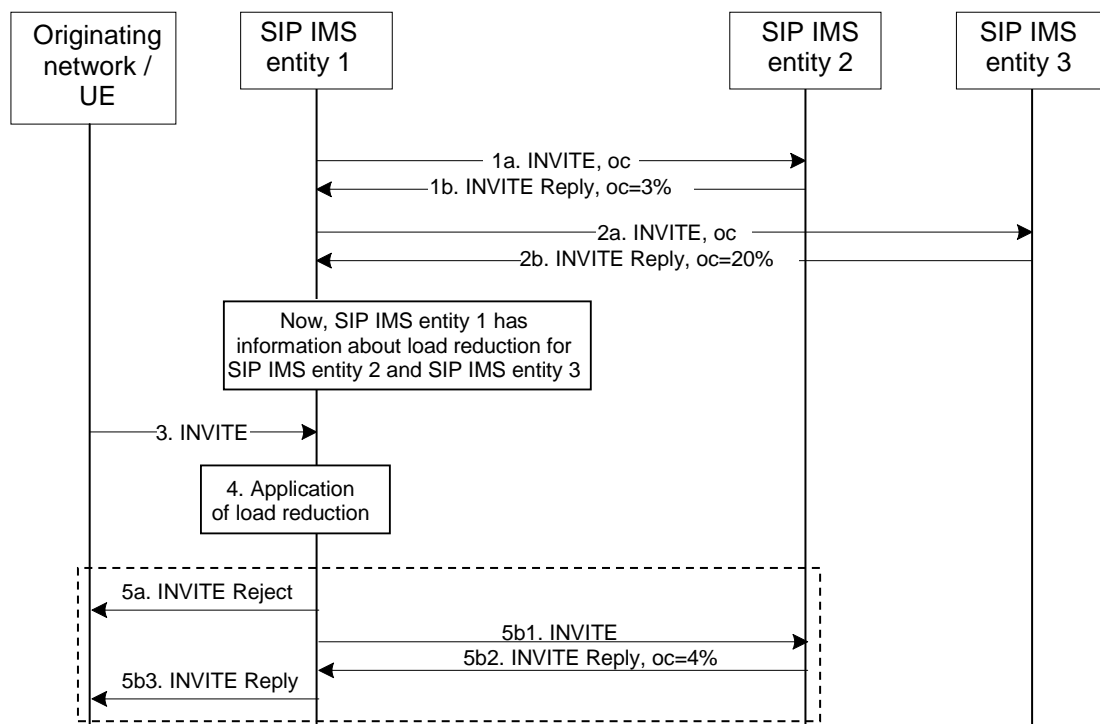 Originating
network /
UE
SIP IMS
entity 1
SIP IMS
entity 2
SIP IMS
entity 3
1a. INVITE, oc
1b. INVITE Reply, oc=3%
2a. INVITE, oc
2b. INVITE Reply, oc=20%
Now, SIP IMS entity 1 has
information about load reduction for
SIP IMS entity 2 and SIP IMS entity 3
3. INVITE
4. Application
of load reduction
5a. INVITE Reject
5b1. INVITE
5b2. INVITE Reply, oc=4%
5b3. INVITE Reply